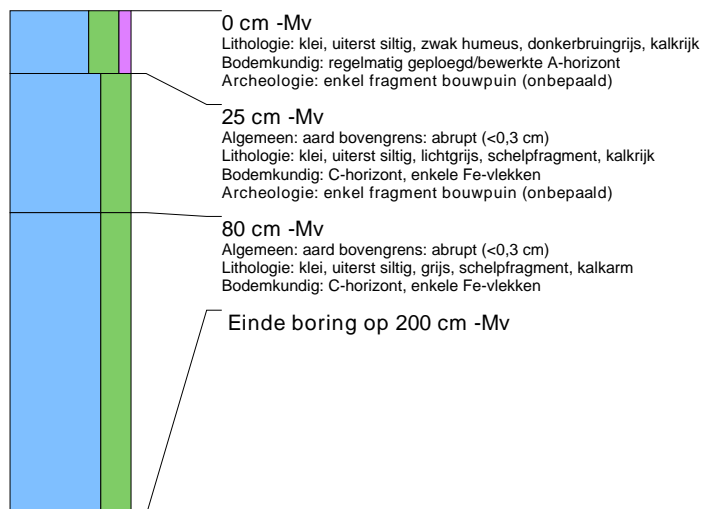 0 cm -Mv
Lithologie: klei, uiterst siltig, zwak humeus, donkerbruingrijs, kalkrijk
Bodemkundig: regelmatig geploegd/bewerkte A-horizont
Archeologie: enkel fragment bouwpuin (onbepaald)
25 cm -Mv
Algemeen: aard bovengrens: abrupt (<0,3 cm)
Lithologie: klei, uiterst siltig, lichtgrijs, schelpfragment, kalkrijk
Bodemkundig: C-horizont, enkele Fe-vlekken
Archeologie: enkel fragment bouwpuin (onbepaald)
80 cm -Mv
Algemeen: aard bovengrens: abrupt (<0,3 cm)
Lithologie: klei, uiterst siltig, grijs, schelpfragment, kalkarm
Bodemkundig: C-horizont, enkele Fe-vlekken
Einde boring op 200 cm -Mv